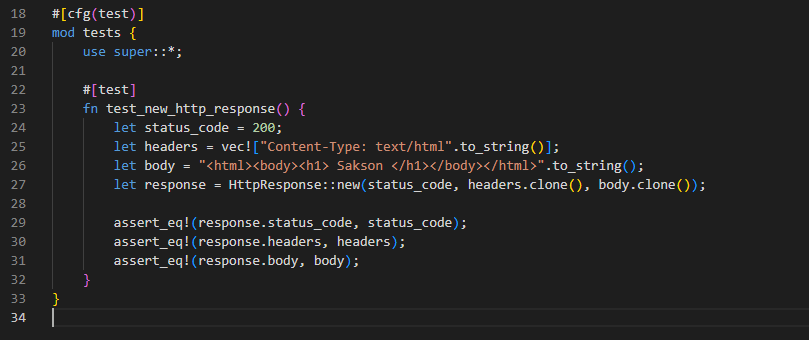 18 #[cfg(test)]
19 mod tests {
20     use super::*;
21
22     #[test]
23     fn test_new_http_response() {
24         let status_code = 200;
25         let headers = vec!["Content-Type: text/html".to_string()];
26         let body = "<html><body><h1> Sakson </h1></body></html>".to_string();
27         let response = HttpResponse::new(status_code, headers.clone(), body.clone());
28
29         assert_eq!(response.status_code, status_code);
30         assert_eq!(response.headers, headers);
31         assert_eq!(response.body, body);
32     }
33 }
34